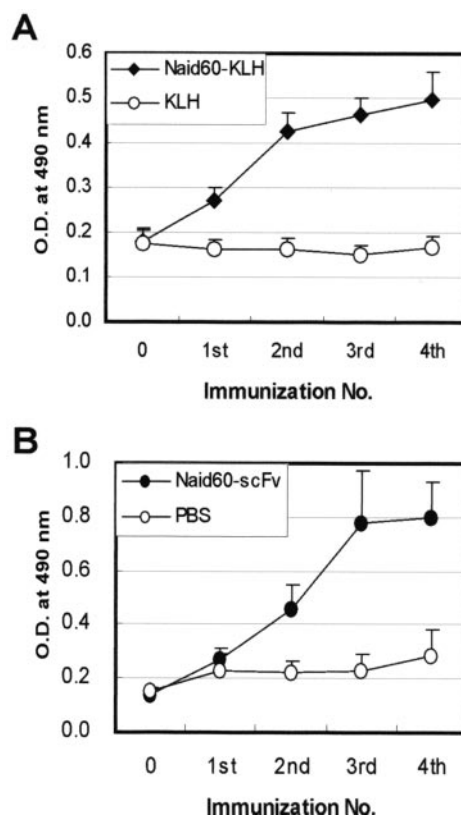 A
0.6
0.5
0.4
0.3
0.2
0.1
0.0
O.D. at 490 nm
Naid60-KLH
KLH
0 1st 2nd 3rd 4th
Immunization No.
B
1.0
0.8
0.6
0.4
0.2
0.0
O.D. at 490 nm
Naid60-scFv
PBS
0 1st 2nd 3rd 4th
Immunization No.